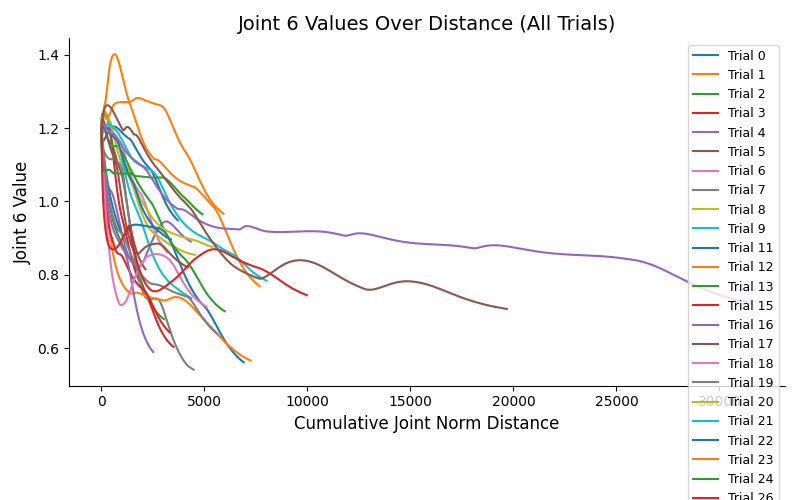 Joint 6 Values Over Distance (All Trials)
Joint 6 Value
1.4
1.2
1.0
0.8
0.6
0
5000
10000
15000
20000
25000
30000
Cumulative Joint Norm Distance
Trial 0
Trial 1
Trial 2
Trial 3
Trial 4
Trial 5
Trial 6
Trial 7
Trial 8
Trial 9
Trial 11
Trial 12
Trial 13
Trial 15
Trial 16
Trial 17
Trial 18
Trial 19
Trial 20
Trial 21
Trial 22
Trial 23
Trial 24
Trial 26